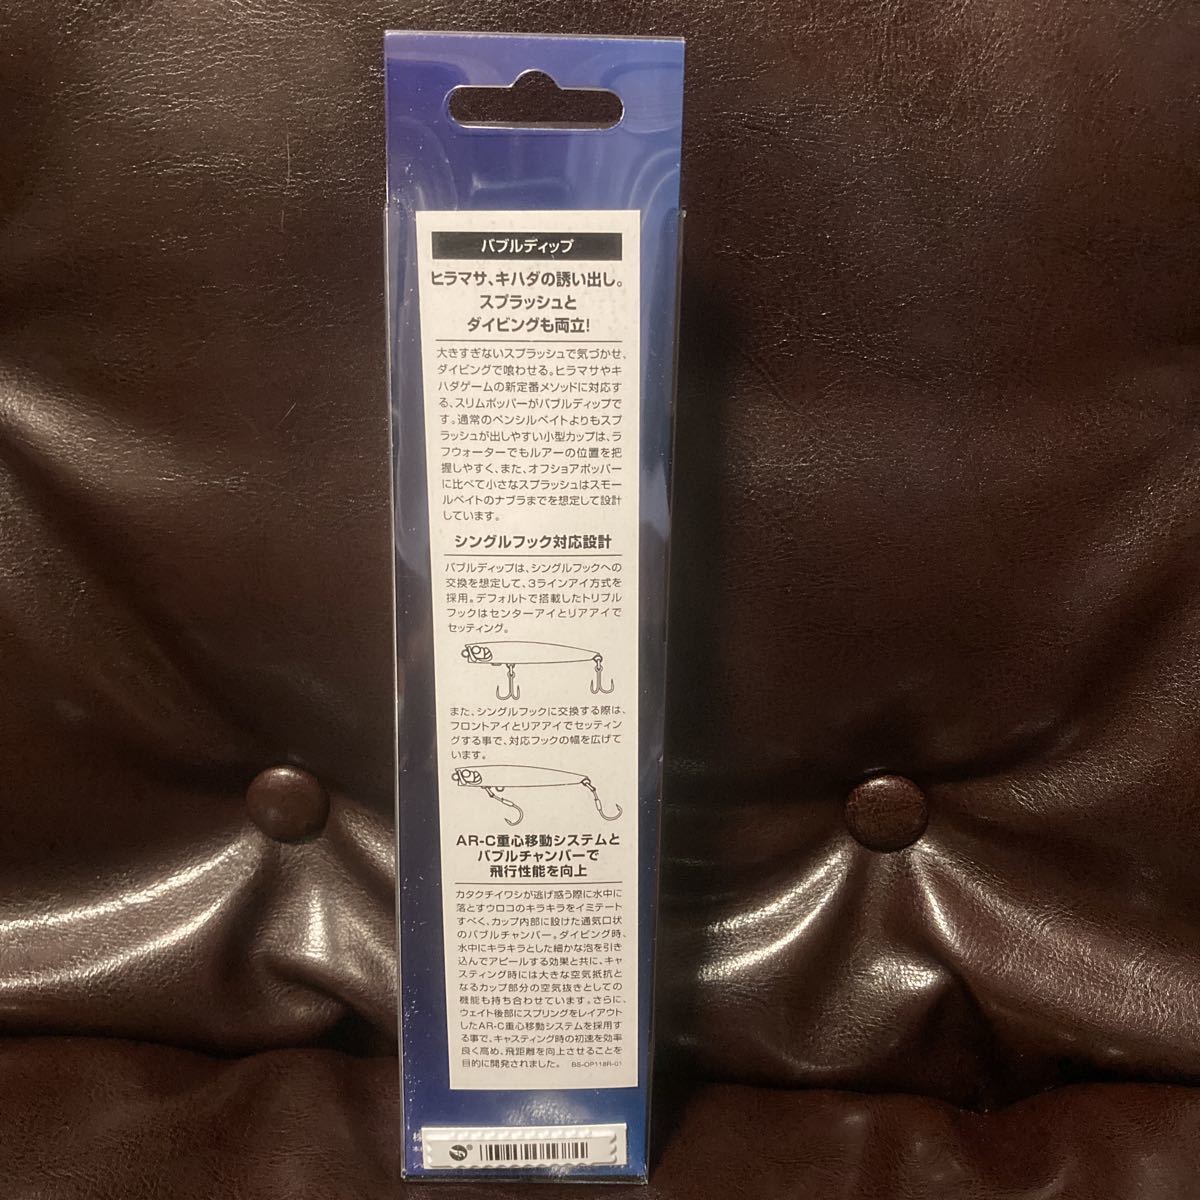 バブルディップ
ヒラマサ、キハダの誘い出し。
スプラッシュと
ダイビングも両立!
大きすぎないスプラッシュで気づかせ、
ダイビングで喰わせる。ヒラマサやキ
ハダゲームの新定番メソッドに対応す
る、スリムポッパーがバブルディップで
す。通常のペンシルベイトよりもスプ
ラッシュが出しやすい小型カップは、ラ
フウォーターでもルアーの位置を把
握しやすく、また、オフショアポッパー
に比べて小さなスプラッシュはスモー
ルベイトのナブラまでを想定して設計
しています。
シングルフック対応設計
バブルディップは、シングルフックへの
交換を想定して、3ラインアイ方式を
採用。デフォルトで搭載したトリプル
フックはセンターアイとリアアイで
セッティング。
また、シングルフックに交換する際は、
フロントアイとリアアイでセッティン
グする事で、対応フックの幅を広げて
います。
AR-C重心移動システムと
バブルチャンバーで
飛行性能を向上
カタクチイワシが逃げ惑う際に水中に
落とすウロコのキラキラをイミテート
すべく、カップ内部に設けた通気口状
のバブルチャンバー。ダイビング時、
水中にキラキラとした細かな泡を引き
込んでアピールする効果と共に、キャ
スティング時には大きな空気抵抗と
なるカップ部分の空気抜きとしての
機能も持ち合わせています。さらに、
ウェイト後部にスプリングをレイアウト
したAR-C重心移動システムを採用す
る事で、キャスティング時の初速を効率
良く高め、飛距離を向上させることを
目的に開発されました。 BS-OP118R-01
株